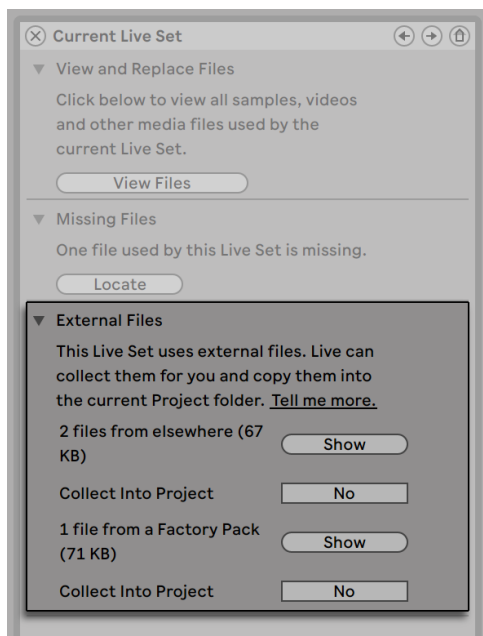 Current Live Set
View and Replace Files
Click below to view all samples, videos
and other media files used by the
current Live Set.
View Files
Missing Files
One file used by this Live Set is missing.
Locate
External Files
This Live Set uses external files. Live can
collect them for you and copy them into
the current Project folder. Tell me more.
2 files from elsewhere (67
KB)
Show
Collect Into Project
No
1 file from a Factory Pack
(71 KB)
Show
Collect Into Project
No